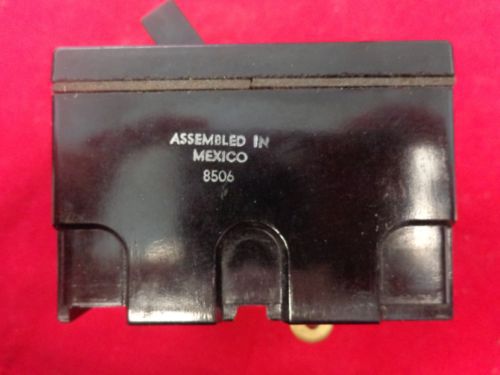 ASSEMBLED IN
MEXICO
8506